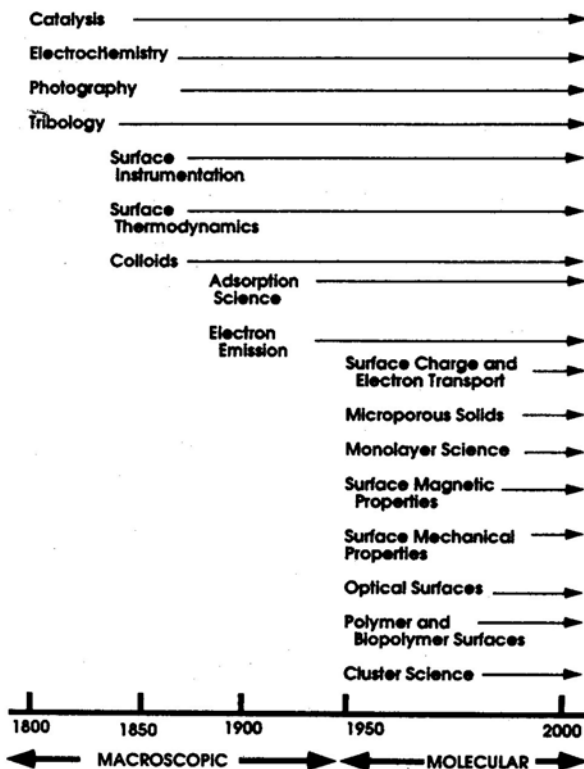 Catalysis
Electrochemistry
Photography
Tribology
Surface
Instrumentation
Surface
Thermodynamics
Colloids
Adsorption
Science
Electron
Emission
Surface Charge and
Electron Transport
Microporous Solids
Monolayer Science
Surface Magnetic
Properties
Surface Mechanical
Properties
Optical Surfaces
Polymer and
Biopolymer Surfaces
Cluster Science
1800 1850 1900 1950 2000
MACROSCOPIC MOLECULAR